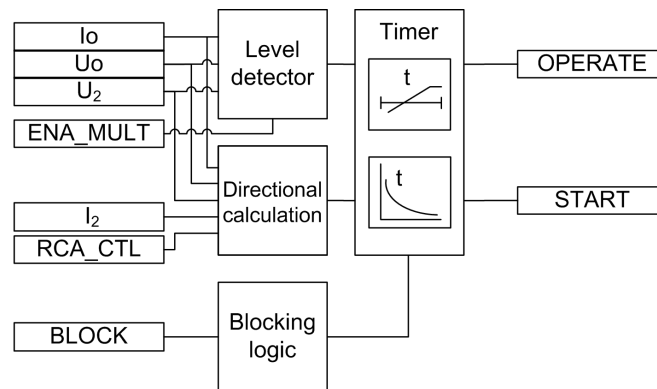 Io
Uo
U₂
ENA_MULT
I₂
RCA_CTL
BLOCK
Level
detector
Directional
calculation
Blocking
logic
Timer
t
t
OPERATE
START